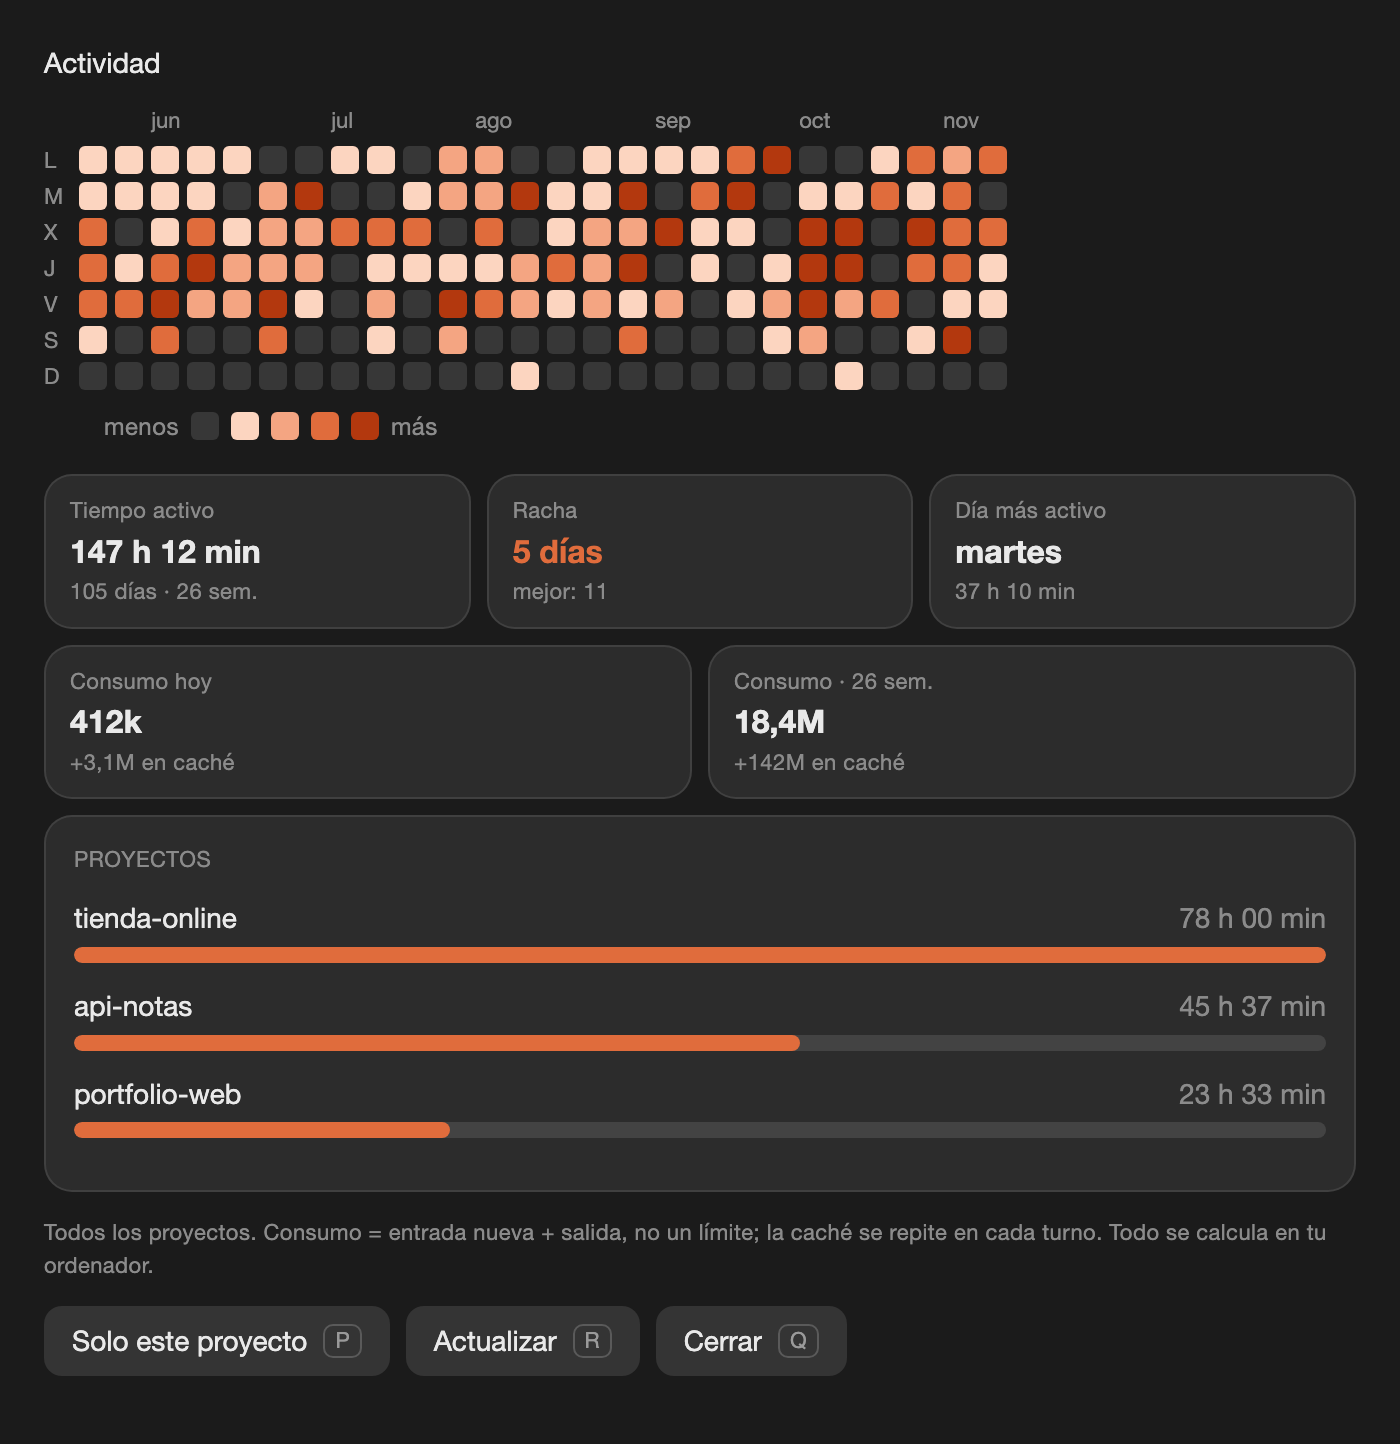 Actividad
jun jul ago sep oct nov
L
M
X
J
V
S
D
menos más
Tiempo activo
147 h 12 min
105 días · 26 sem.
Racha
5 días
mejor: 11
Día más activo
martes
37 h 10 min
Consumo hoy
412k
+3,1M en caché
Consumo · 26 sem.
18,4M
+142M en caché
PROYECTOS
tienda-online 78 h 00 min
api-notas 45 h 37 min
portfolio-web 23 h 33 min
Todos los proyectos. Consumo = entrada nueva + salida, no un límite; la caché se repite en cada turno. Todo se calcula en tu
ordenador.
Solo este proyecto P Actualizar R Cerrar Q